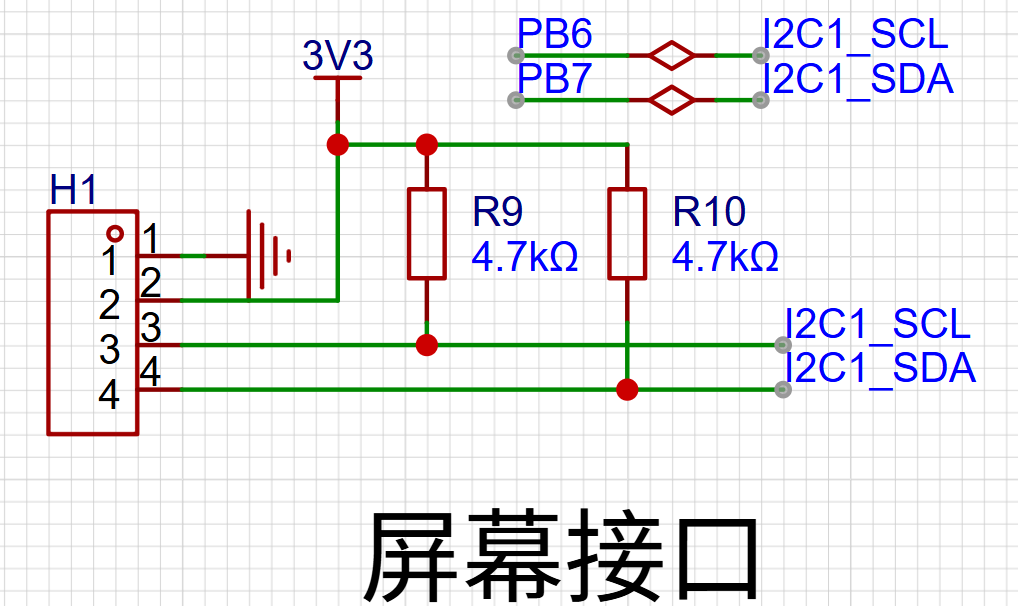 PB6 I2C1_SCL
3V3
PB7 I2C1_SDA
H1
1 1
2 2
3 3
4 4
R9
4.7kΩ
R10
4.7kΩ
I2C1_SCL
I2C1_SDA
屏幕接口